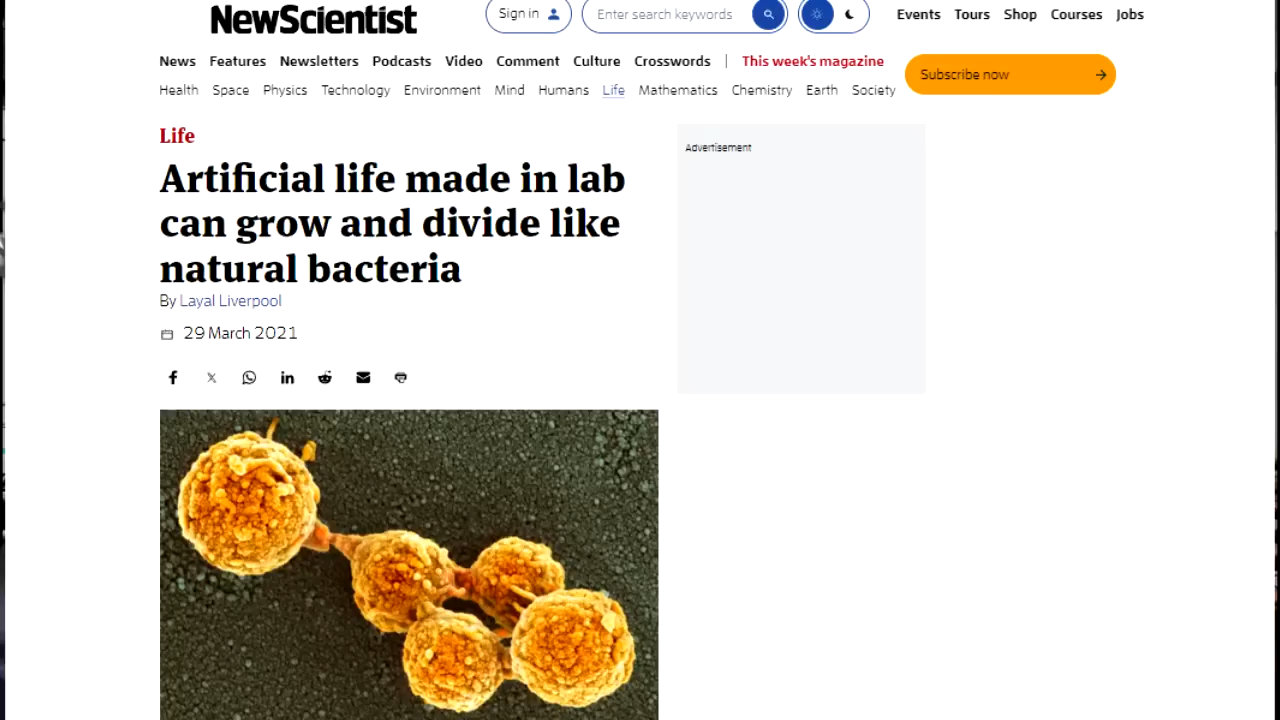 NewScientist
Sign in
Enter search keywords
Events Tours Shop Courses Jobs
News Features Newsletters Podcasts Video Comment Culture Crosswords | This week's magazine
Subscribe now
Health Space Physics Technology Environment Mind Humans Life Mathematics Chemistry Earth Society
Life
Advertisement
Artificial life made in lab
can grow and divide like
natural bacteria
By Layal Liverpool
29 March 2021